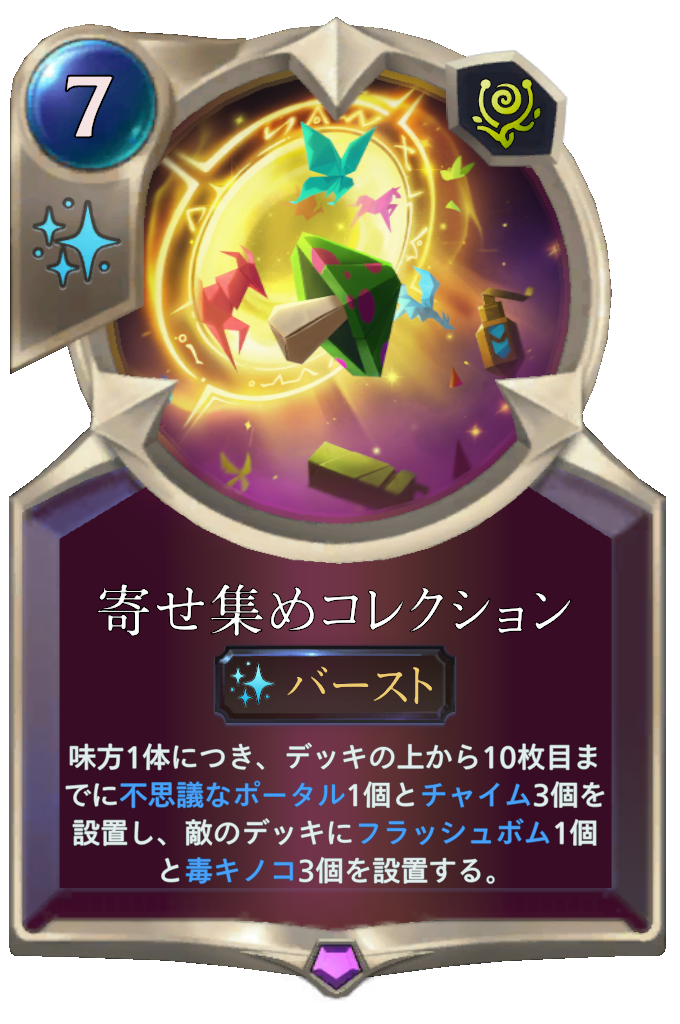 7
寄せ集めコレクション
バースト
味方1体につき、デッキの上から10枚目ま
でに不思議なポータル1個とチャイム3個を
設置し、敵のデッキにフラッシュボム1個
と毒キノコ3個を設置する。